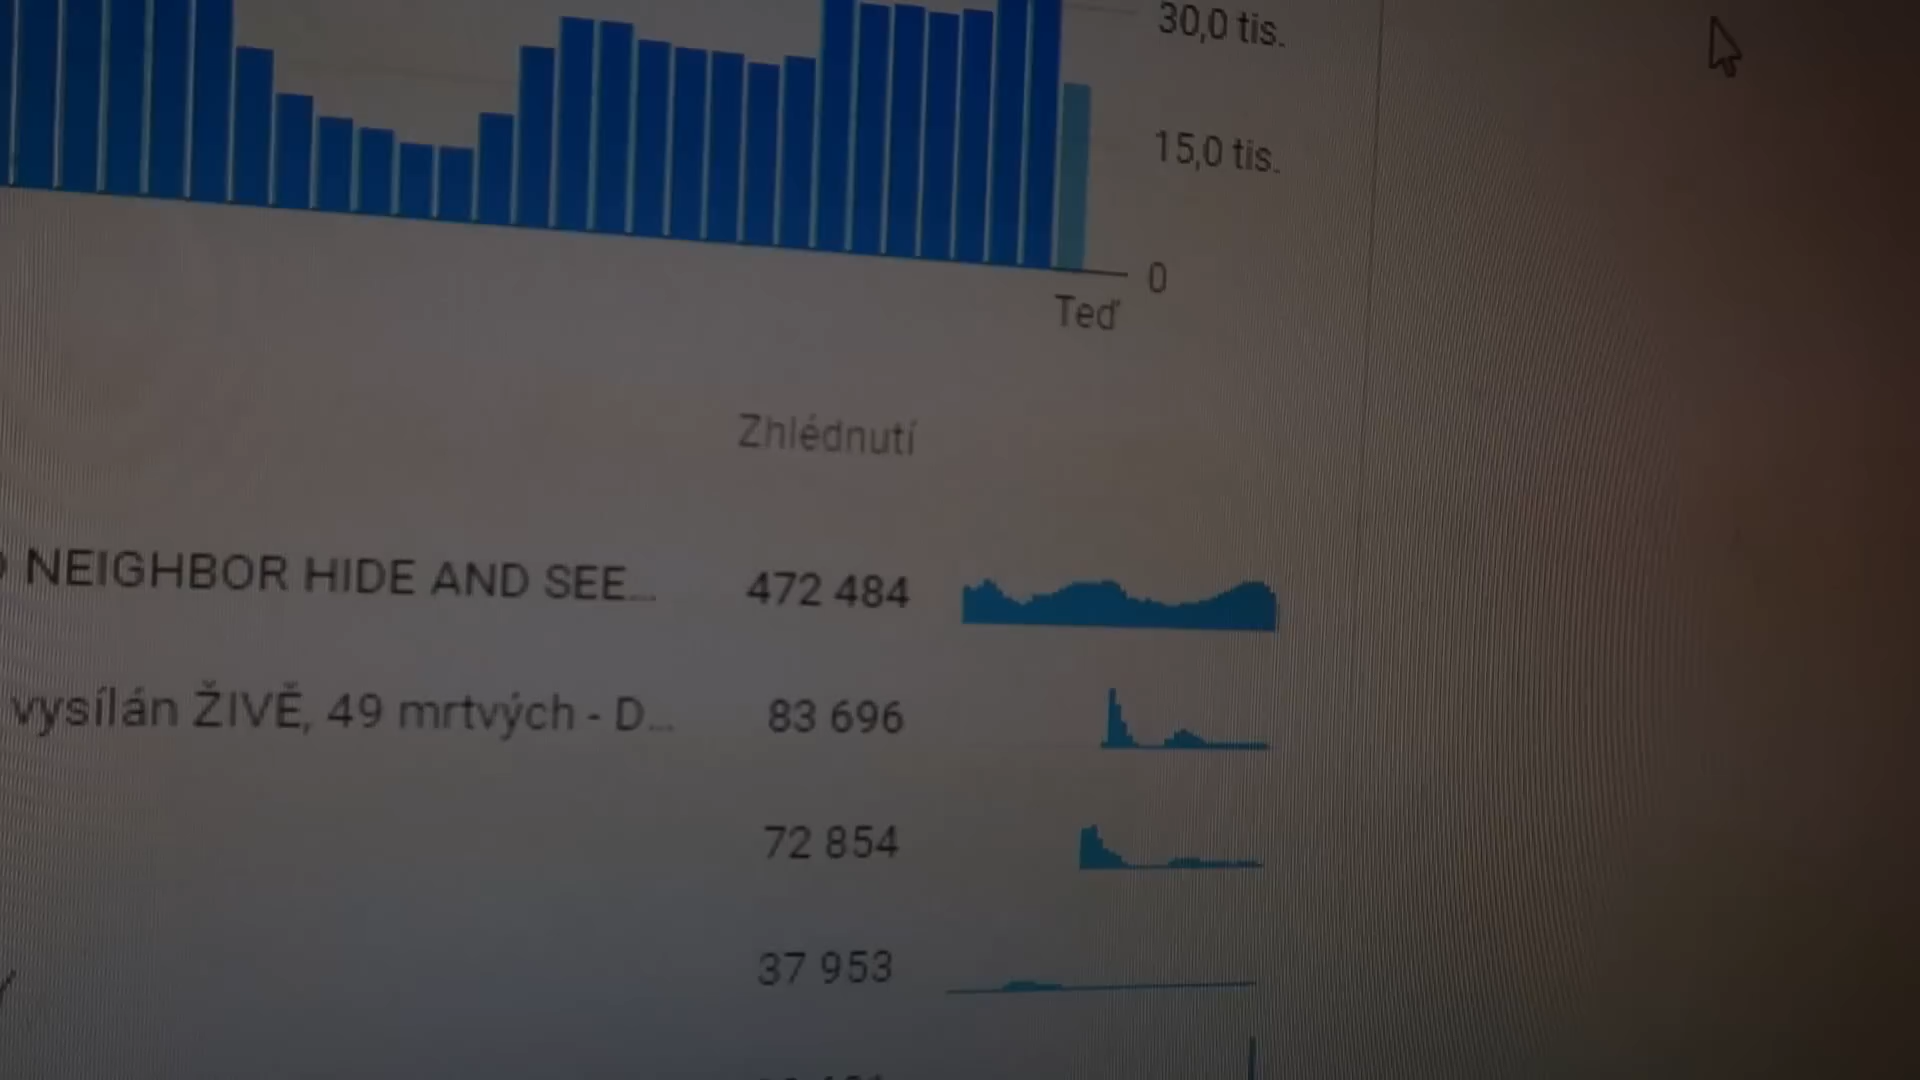 30,0 tis.
15,0 tis.
0
Teď
Zhlédnutí
NEIGHBOR HIDE AND SEE... 472 484
vysílán ŽIVĚ, 49 mrtvých - D... 83 696
72 854
37 953